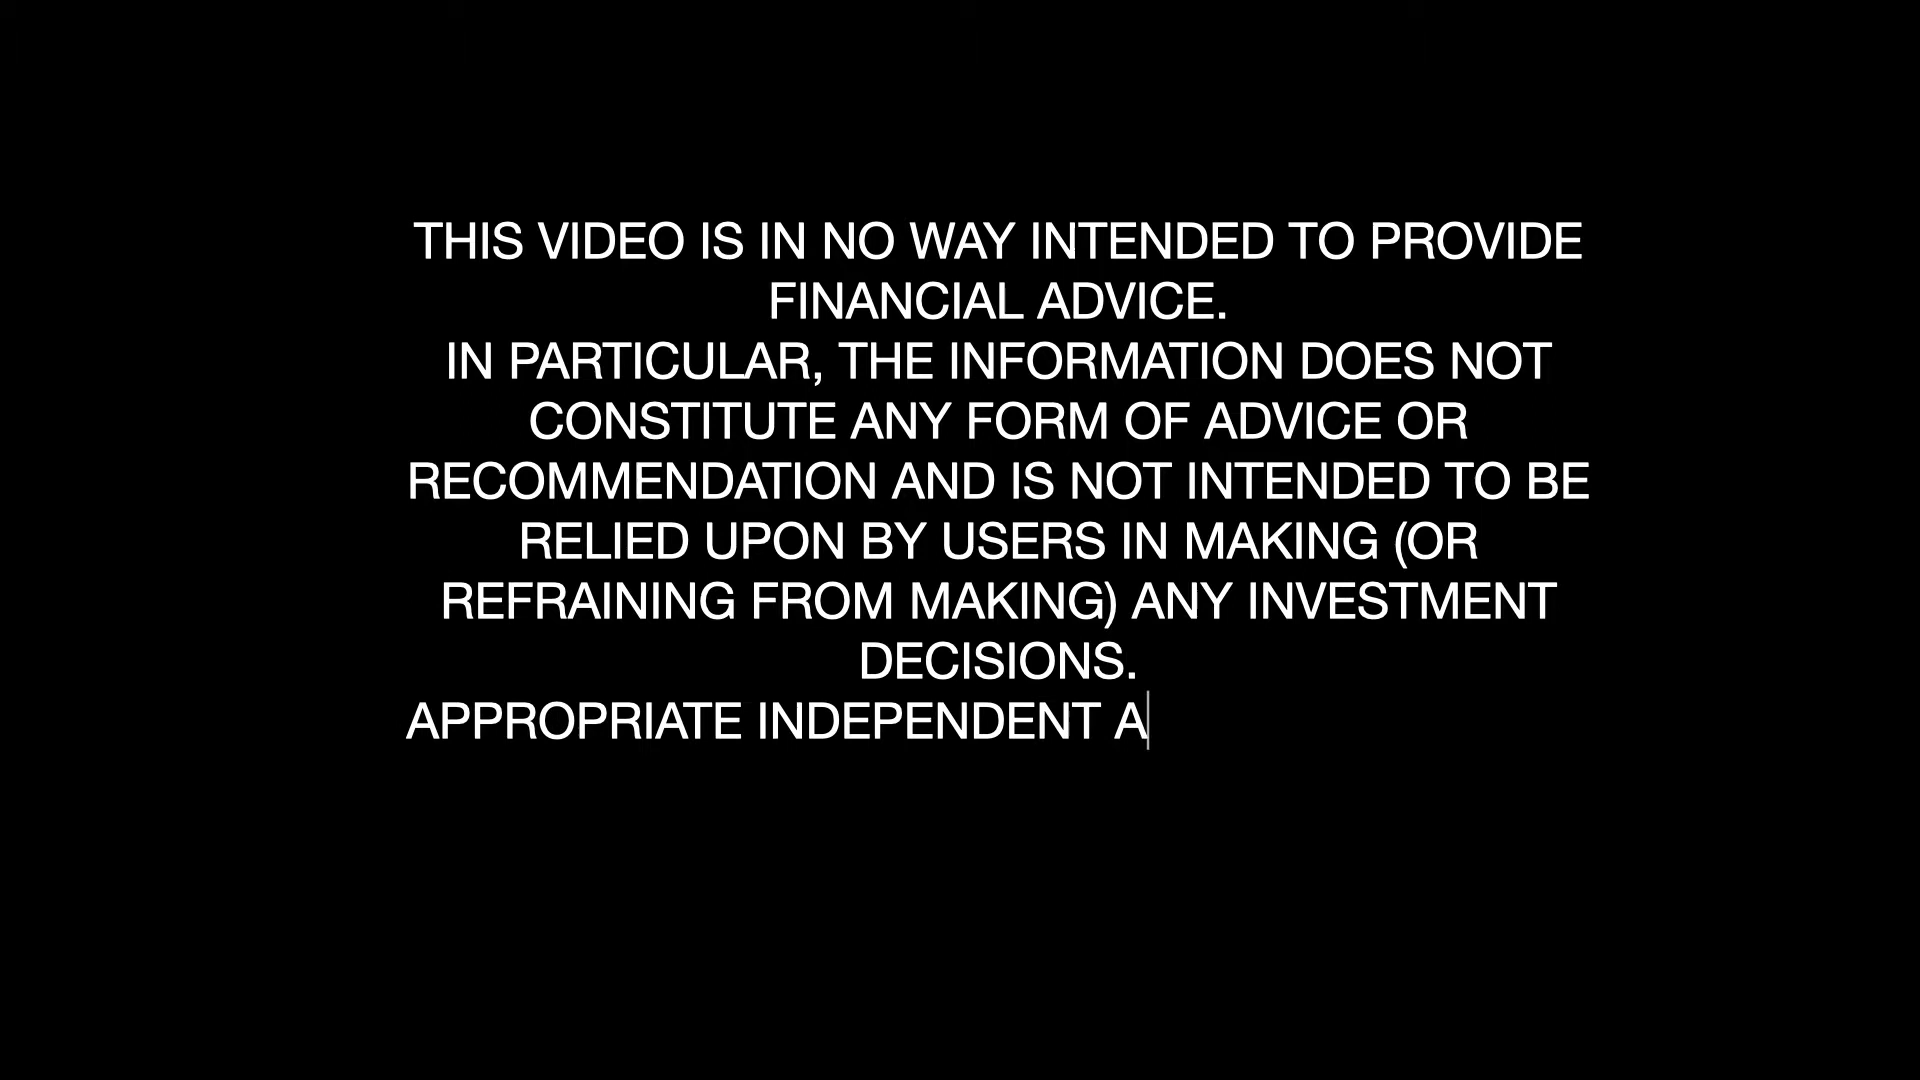 THIS VIDEO IS IN NO WAY INTENDED TO PROVIDE
FINANCIAL ADVICE.
IN PARTICULAR, THE INFORMATION DOES NOT
CONSTITUTE ANY FORM OF ADVICE OR
RECOMMENDATION AND IS NOT INTENDED TO BE
RELIED UPON BY USERS IN MAKING (OR
REFRAINING FROM MAKING) ANY INVESTMENT
DECISIONS.
APPROPRIATE INDEPENDENT A